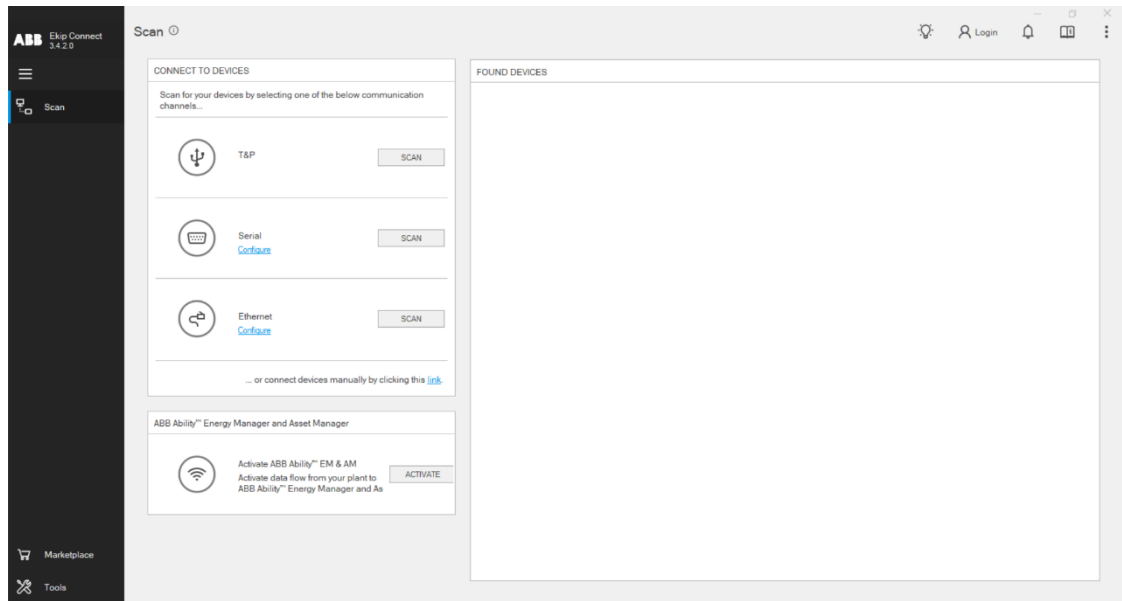 ABB
Ekip Connect
3.4.2.0
Scan
Login
Scan
CONNECT TO DEVICES
Scan for your devices by selecting one of the below communication
channels...
T&P
SCAN
Serial
Configure
SCAN
Ethernet
Configure
SCAN
... or connect devices manually by clicking this link.
ABB Ability™ Energy Manager and Asset Manager
Activate ABB Ability™ EM & AM
Activate data flow from your plant to
ABB Ability™ Energy Manager and As
ACTIVATE
FOUND DEVICES
Marketplace
Tools